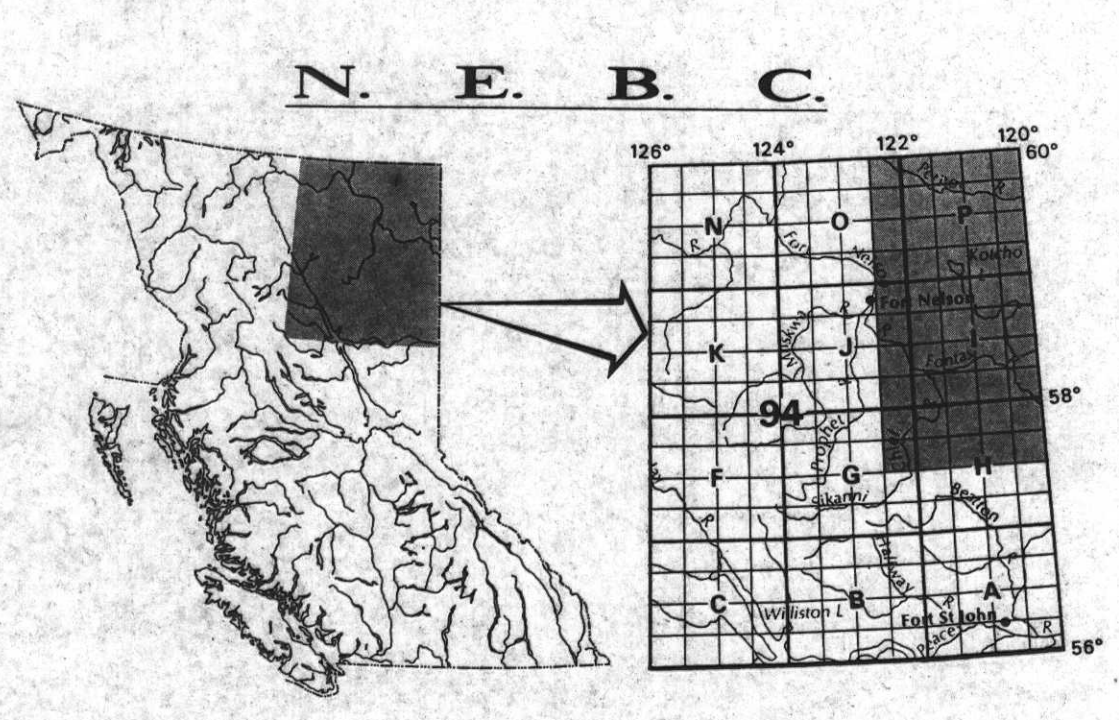 N. E. B. C.
126° 124° 122° 120°
60°
Petitot R
N O P
R
Fort Nelson
Kotcho
L
Fort Nelson
R
Muskwa
R
K J I
Fontas
58°
94
Prophet
R
F G H
Sikanni Chief
Beatton
R
Halfway
R
C B A
Williston L
Fort St John
Peace R
56°